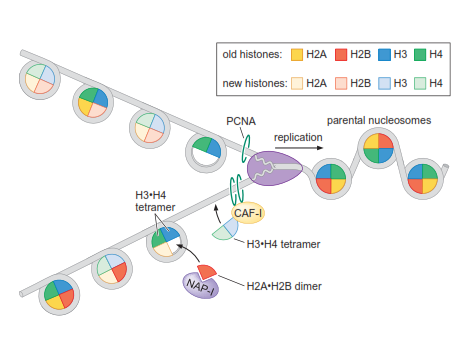 old histones: H2A H2B H3 H4
new histones: H2A H2B H3 H4
PCNA
replication
parental nucleosomes
H3•H4
tetramer
CAF-I
H3•H4 tetramer
NAP-I
H2A•H2B dimer